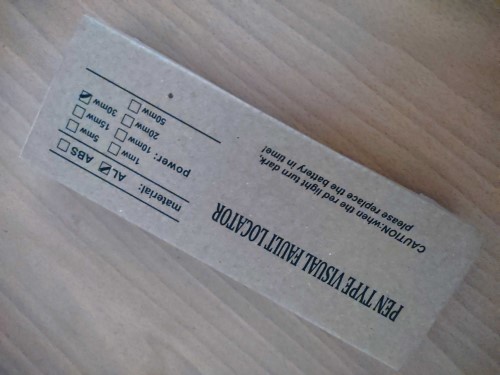 PEN TYPE VISUAL FAULT LOCATOR
CAUTION:when the red light turn dark,
please replace the battery in time!
material: AL ☑ ABS ☐
power: 1mw ☐ 5mw ☐
10mw ☐ 15mw ☐
20mw ☐ 30mw ☑
50mw ☐